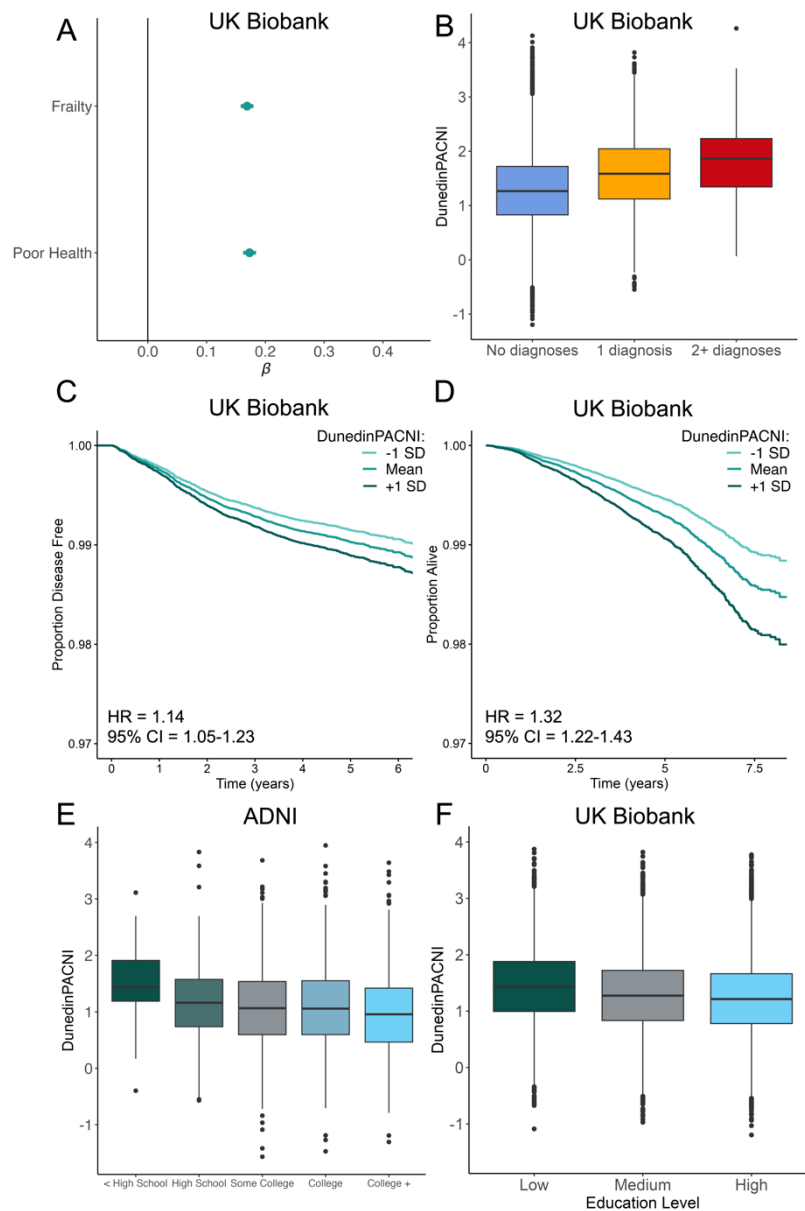 A
UK Biobank
Frailty
Poor Health
0.0 0.1 0.2 0.3 0.4
β
B
UK Biobank
DunedinPACNI
4
3
2
1
0
-1
No diagnoses 1 diagnosis 2+ diagnoses
C
UK Biobank
DunedinPACNI:
-1 SD
Mean
+1 SD
Proportion Disease Free
1.00
0.99
0.98
0.97
HR = 1.14
95% CI = 1.05-1.23
0 1 2 3 4 5 6
Time (years)
D
UK Biobank
DunedinPACNI:
-1 SD
Mean
+1 SD
Proportion Alive
1.00
0.99
0.98
0.97
HR = 1.32
95% CI = 1.22-1.43
0 2.5 5.0 7.5
Time (years)
E
ADNI
DunedinPACNI
4
3
2
1
0
-1
< High School High School Some College College College +
F
UK Biobank
DunedinPACNI
4
3
2
1
0
-1
Low Medium High
Education Level